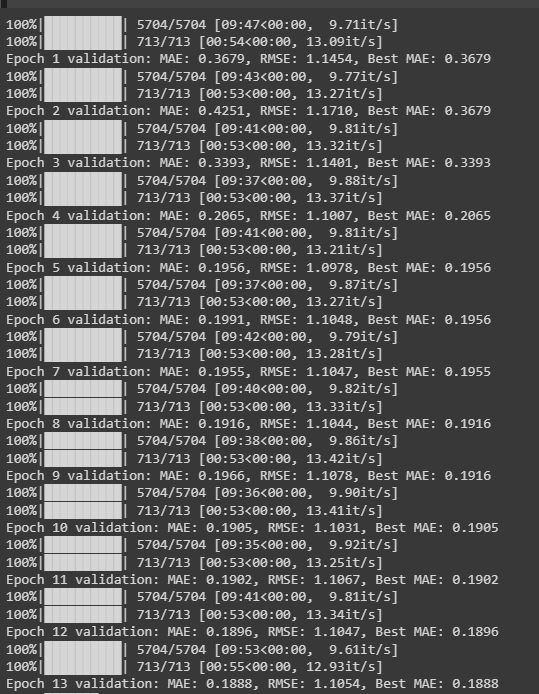 100%|██████████| 5704/5704 [09:47<00:00,  9.71it/s]
100%|██████████| 713/713 [00:54<00:00, 13.09it/s]
Epoch 1 validation: MAE: 0.3679, RMSE: 1.1454, Best MAE: 0.3679
100%|██████████| 5704/5704 [09:43<00:00,  9.77it/s]
100%|██████████| 713/713 [00:53<00:00, 13.27it/s]
Epoch 2 validation: MAE: 0.4251, RMSE: 1.1710, Best MAE: 0.3679
100%|██████████| 5704/5704 [09:41<00:00,  9.81it/s]
100%|██████████| 713/713 [00:53<00:00, 13.32it/s]
Epoch 3 validation: MAE: 0.3393, RMSE: 1.1401, Best MAE: 0.3393
100%|██████████| 5704/5704 [09:37<00:00,  9.88it/s]
100%|██████████| 713/713 [00:53<00:00, 13.37it/s]
Epoch 4 validation: MAE: 0.2065, RMSE: 1.1007, Best MAE: 0.2065
100%|██████████| 5704/5704 [09:41<00:00,  9.81it/s]
100%|██████████| 713/713 [00:53<00:00, 13.21it/s]
Epoch 5 validation: MAE: 0.1956, RMSE: 1.0978, Best MAE: 0.1956
100%|██████████| 5704/5704 [09:37<00:00,  9.87it/s]
100%|██████████| 713/713 [00:53<00:00, 13.27it/s]
Epoch 6 validation: MAE: 0.1991, RMSE: 1.1048, Best MAE: 0.1956
100%|██████████| 5704/5704 [09:42<00:00,  9.79it/s]
100%|██████████| 713/713 [00:53<00:00, 13.28it/s]
Epoch 7 validation: MAE: 0.1955, RMSE: 1.1047, Best MAE: 0.1955
100%|██████████| 5704/5704 [09:40<00:00,  9.82it/s]
100%|██████████| 713/713 [00:53<00:00, 13.33it/s]
Epoch 8 validation: MAE: 0.1916, RMSE: 1.1044, Best MAE: 0.1916
100%|██████████| 5704/5704 [09:38<00:00,  9.86it/s]
100%|██████████| 713/713 [00:53<00:00, 13.42it/s]
Epoch 9 validation: MAE: 0.1966, RMSE: 1.1078, Best MAE: 0.1916
100%|██████████| 5704/5704 [09:36<00:00,  9.90it/s]
100%|██████████| 713/713 [00:53<00:00, 13.41it/s]
Epoch 10 validation: MAE: 0.1905, RMSE: 1.1031, Best MAE: 0.1905
100%|██████████| 5704/5704 [09:35<00:00,  9.92it/s]
100%|██████████| 713/713 [00:53<00:00, 13.25it/s]
Epoch 11 validation: MAE: 0.1902, RMSE: 1.1067, Best MAE: 0.1902
100%|██████████| 5704/5704 [09:41<00:00,  9.81it/s]
100%|██████████| 713/713 [00:53<00:00, 13.34it/s]
Epoch 12 validation: MAE: 0.1896, RMSE: 1.1047, Best MAE: 0.1896
100%|██████████| 5704/5704 [09:53<00:00,  9.61it/s]
100%|██████████| 713/713 [00:55<00:00, 12.93it/s]
Epoch 13 validation: MAE: 0.1888, RMSE: 1.1054, Best MAE: 0.1888